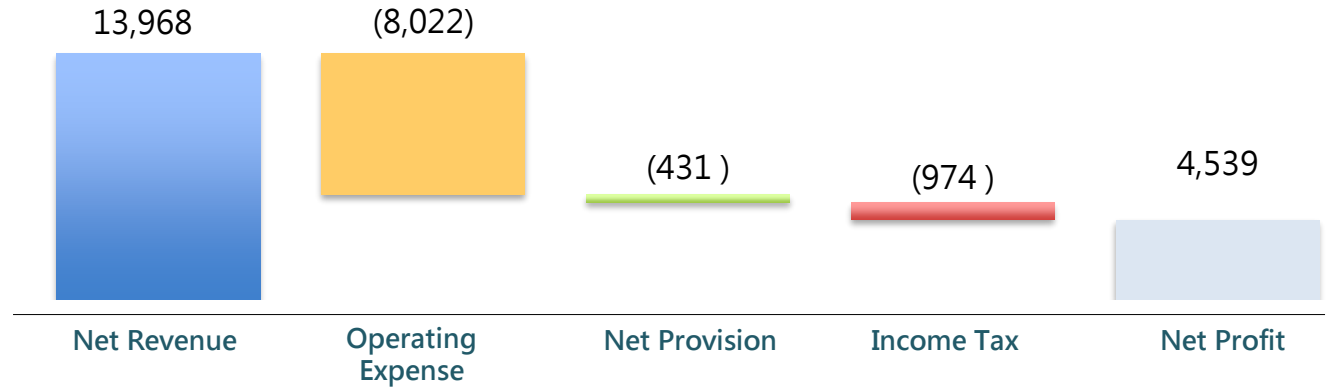 13,968
(8,022)
(431 )
(974 )
4,539
Net Revenue
Operating
Expense
Net Provision
Income Tax
Net Profit